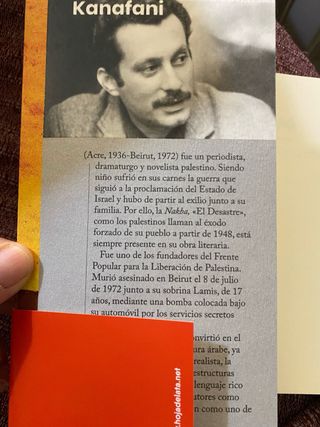 Kanafani
(Acre, 1936-Beirut, 1972) fue un periodista,
dramaturgo y novelista palestino. Siendo
niño sufrió en sus carnes la guerra que
siguió a la proclamación del Estado de
Israel y hubo de partir al exilio junto a su
familia. Por ello, la Nakba, «El Desastre»,
como los palestinos llaman al éxodo
forzado de su pueblo a partir de 1948, está
siempre presente en su obra literaria.
Fue uno de los fundadores del Frente
Popular para la Liberación de Palestina.
Murió asesinado en Beirut el 8 de julio
de 1972 junto a su sobrina Lamis, de 17
años, mediante una bomba colocada bajo
su automóvil por los servicios secretos
convirtió en el
ura árabe, ya
realista, la
estructuras
lenguaje rico
autores como
n como uno de
.hojadelata.net